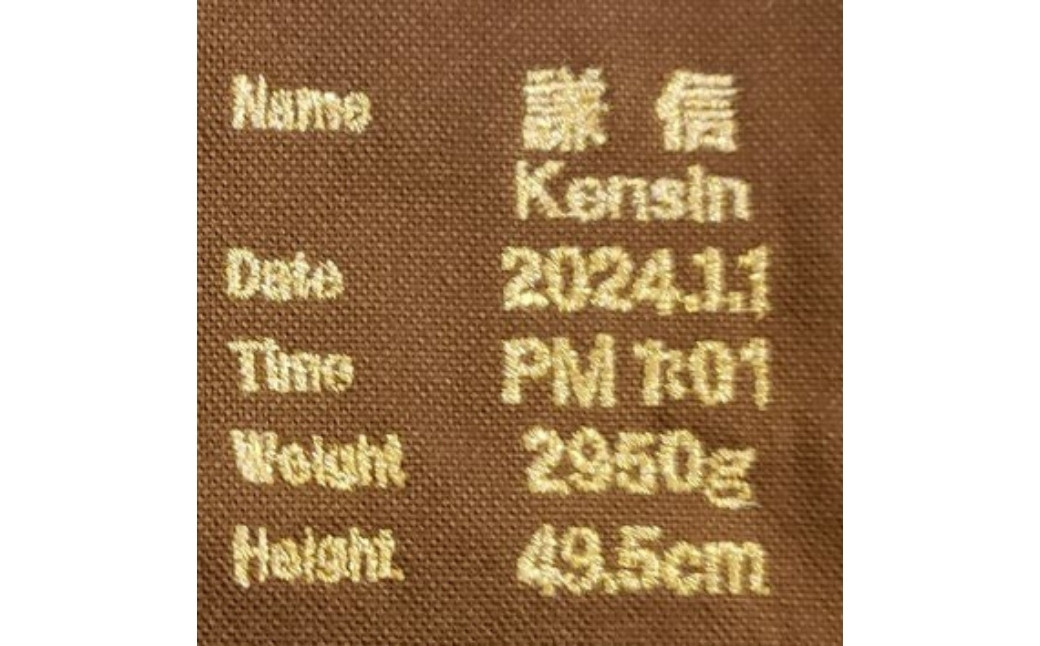 Name 謙 信
Kensin
Date 2024.1.1
Time PM 1:01
Weight 2950g
Height 49.5cm